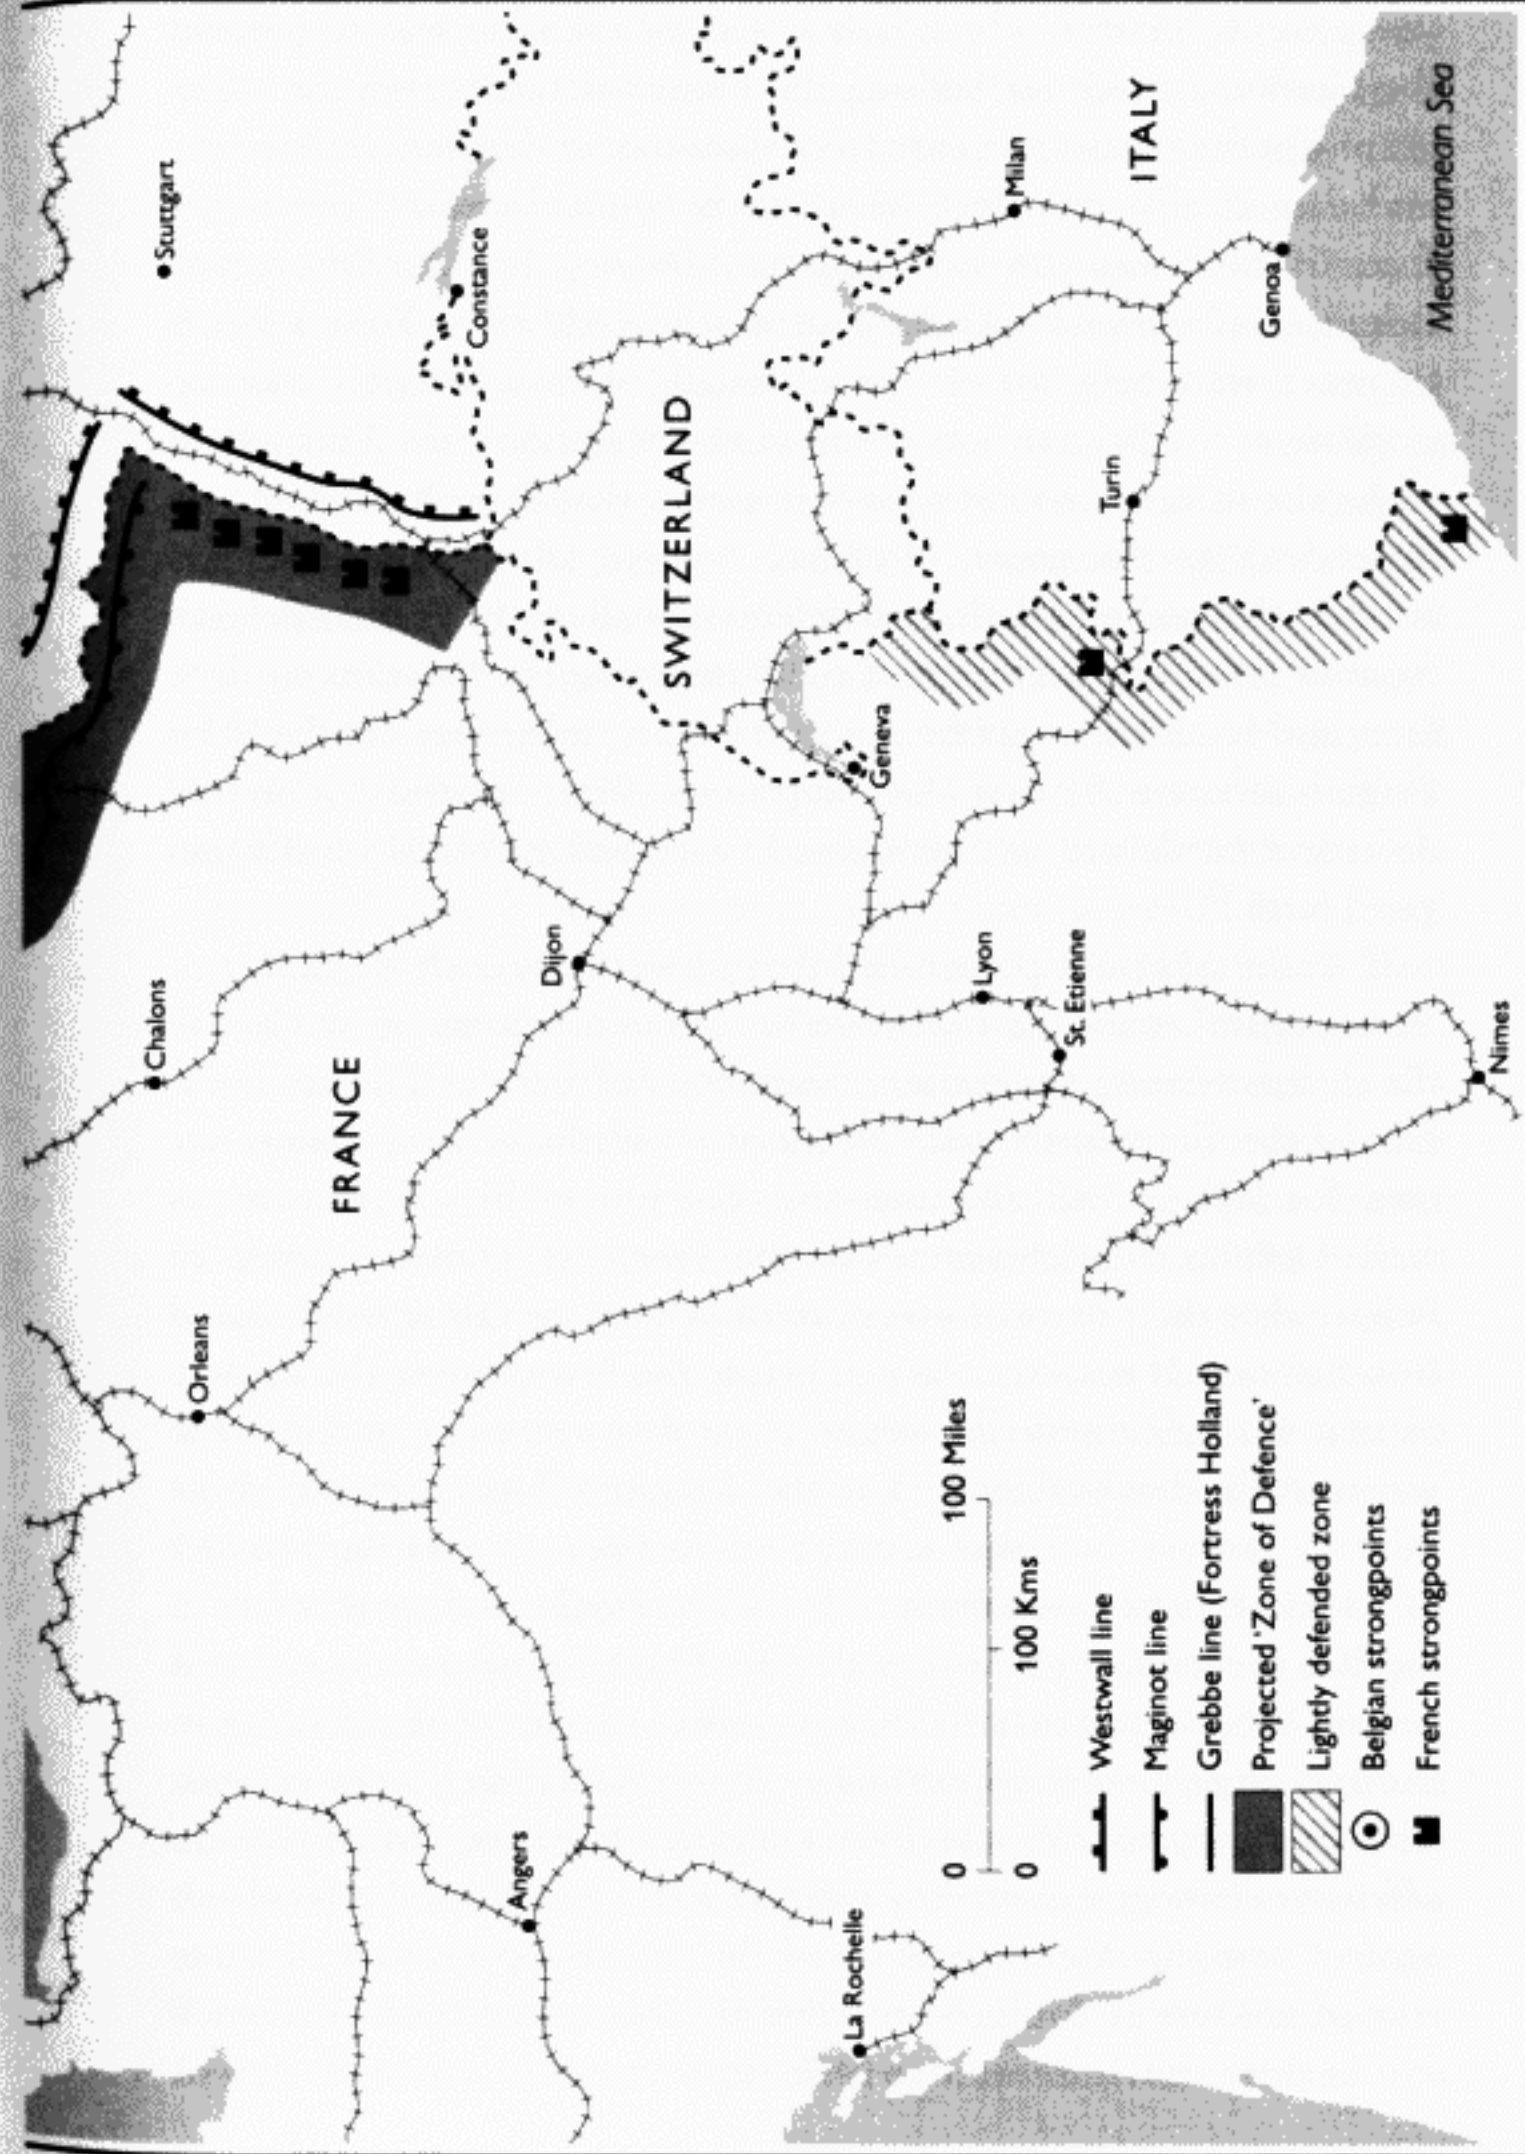 Stuttgart
Constance
Chalons
FRANCE
Orleans
Dijon
SWITZERLAND
Angers
Geneva
Milan
ITALY
Turin
Genoa
Lyon
St. Etienne
La Rochelle
Nimes
Mediterranean Sea
0 100 Miles
0 100 Kms
Westwall line
Maginot line
Grebbe line (Fortress Holland)
Projected 'Zone of Defence'
Lightly defended zone
Belgian strongpoints
French strongpoints